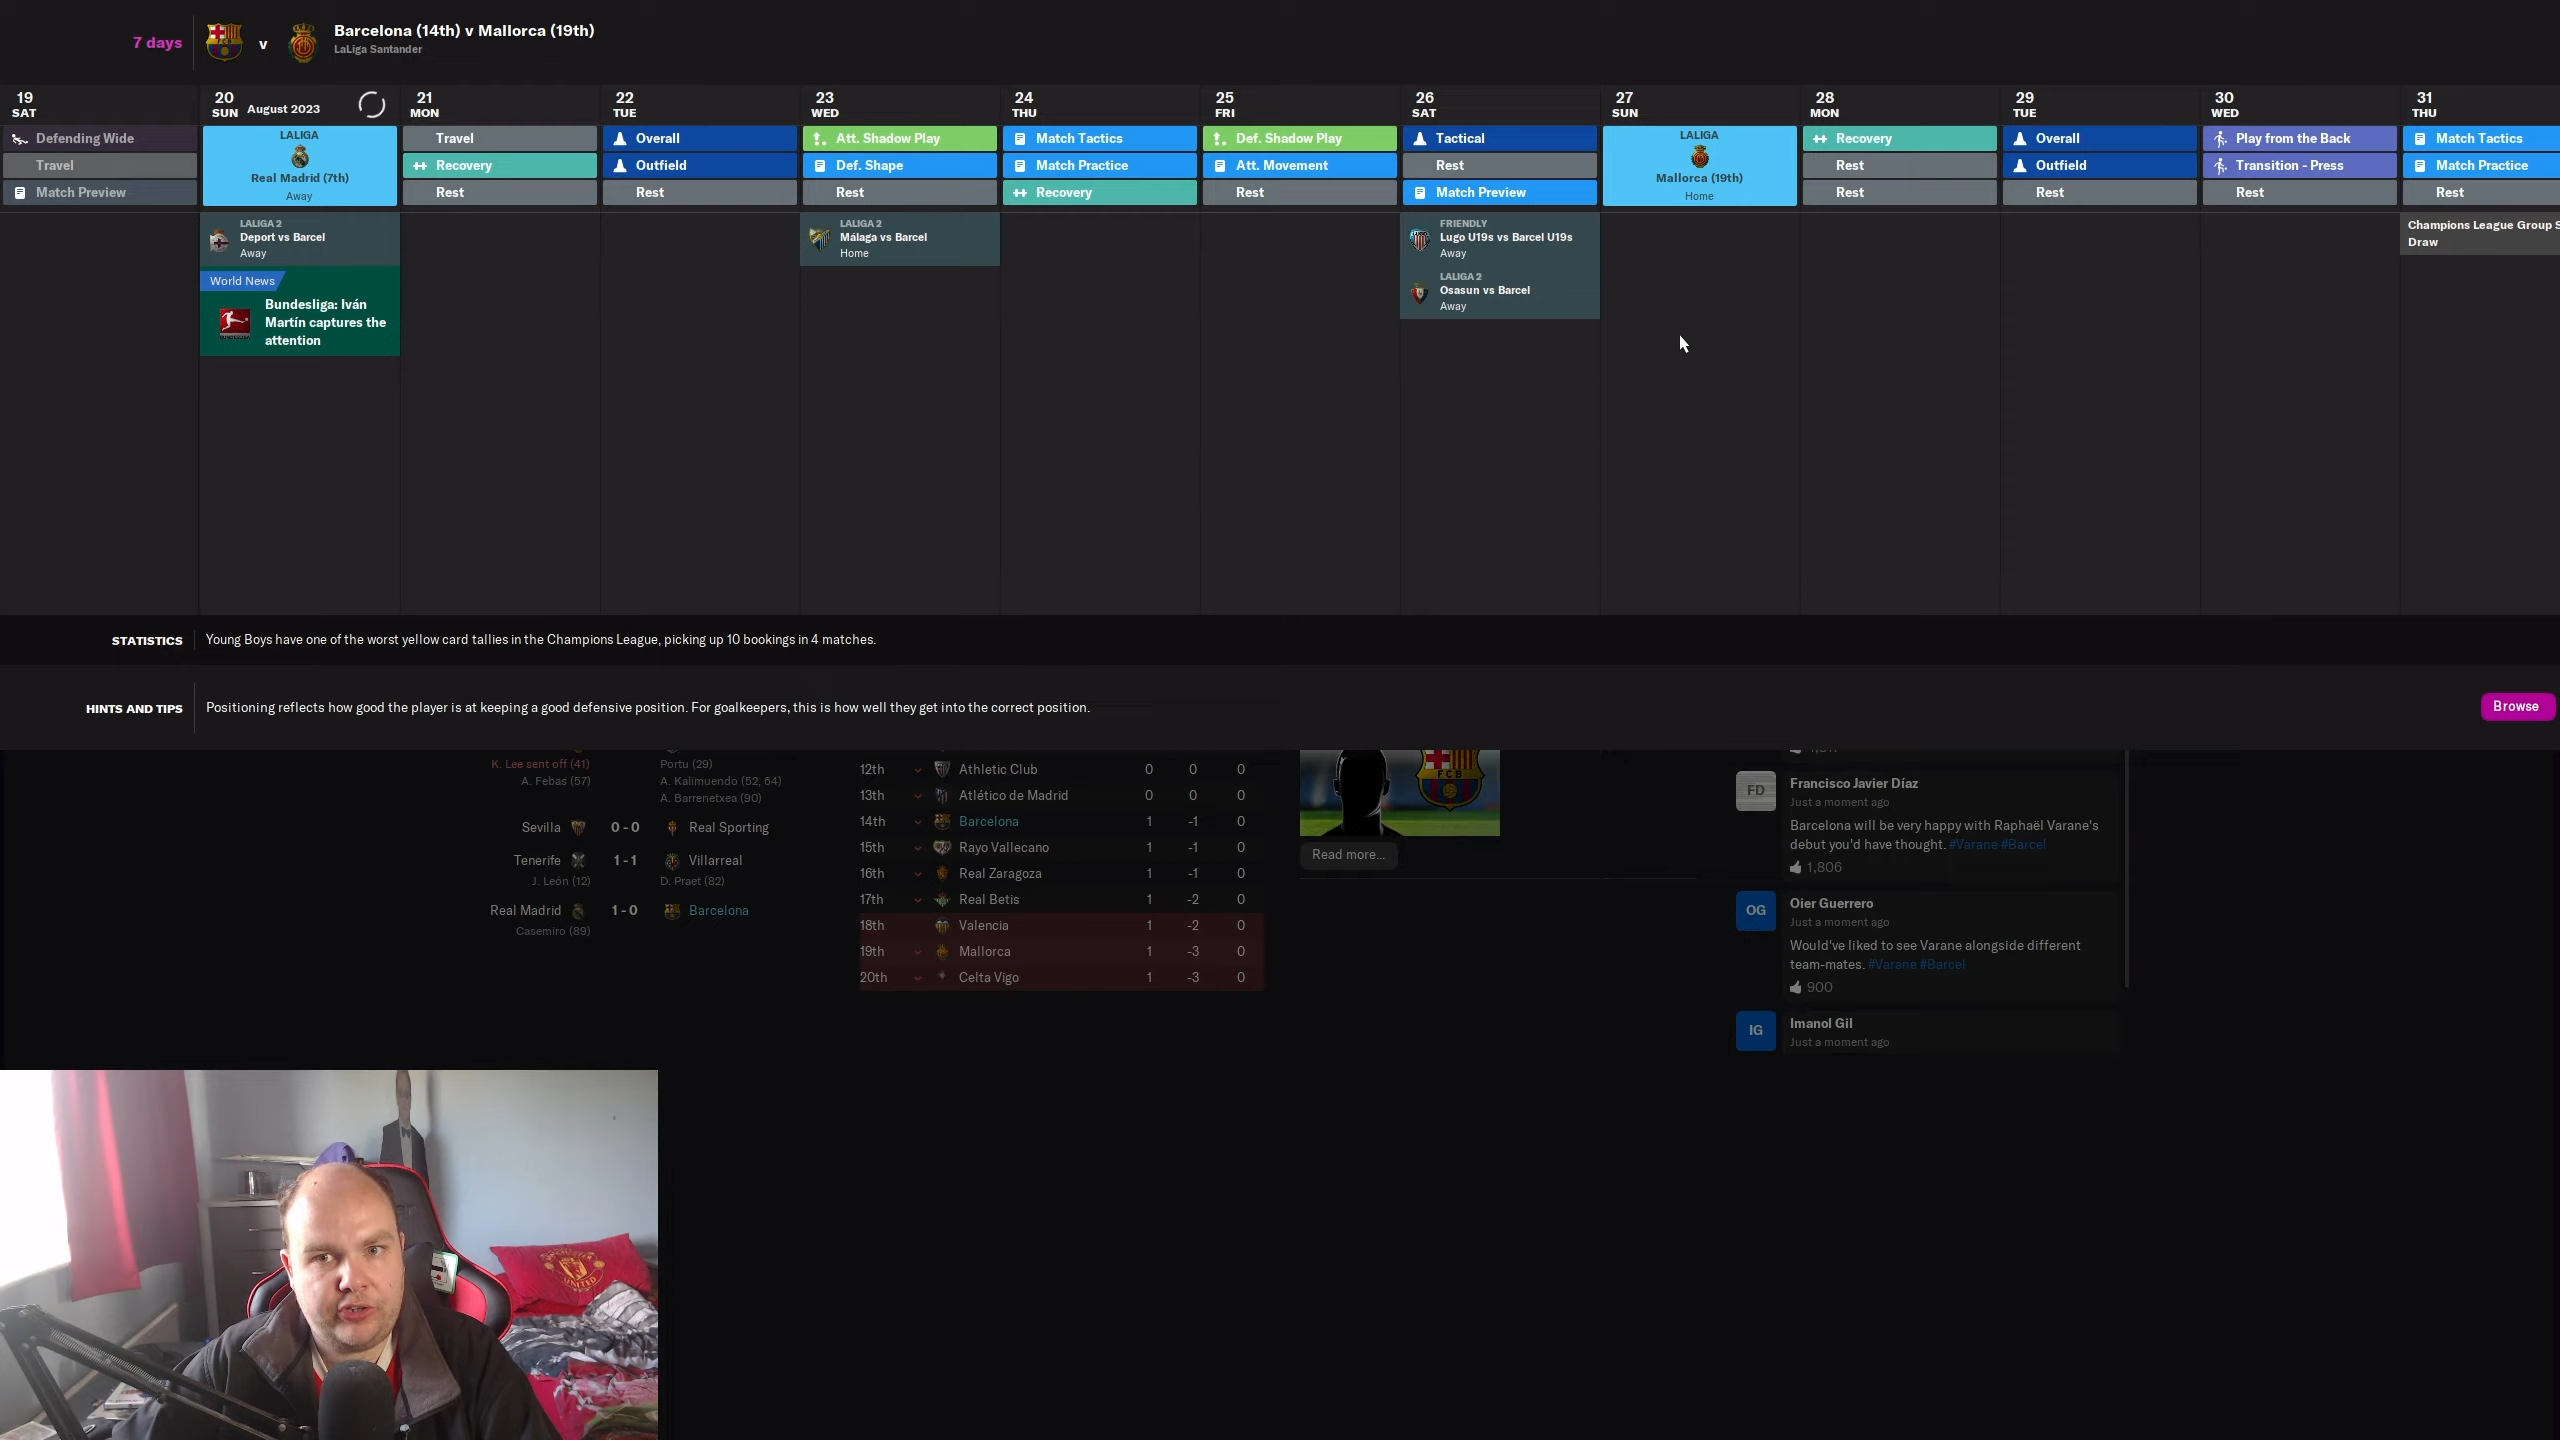 7 days
v
Barcelona (14th) v Mallorca (19th)
LaLiga Santander
19
SAT
20
SUN August 2023
21
MON
22
TUE
23
WED
24
THU
25
FRI
26
SAT
27
SUN
28
MON
29
TUE
30
WED
31
THU
Defending Wide
Travel
Match Preview
LALIGA
Real Madrid (7th)
Away
Travel
Recovery
Rest
Overall
Outfield
Rest
Att. Shadow Play
Def. Shape
Rest
Match Tactics
Match Practice
Recovery
Def. Shadow Play
Att. Movement
Rest
Tactical
Rest
Match Preview
LALIGA
Mallorca (19th)
Home
Recovery
Rest
Rest
Overall
Outfield
Rest
Play from the Back
Transition - Press
Rest
Match Tactics
Match Practice
Rest
LALIGA 2
Deport vs Barcel
Away
World News
Bundesliga: Iván
Martín captures the
attention
LALIGA 2
Málaga vs Barcel
Home
FRIENDLY
Lugo U19s vs Barcel U19s
Away
LALIGA 2
Osasun vs Barcel
Away
Champions League Group S
Draw
STATISTICS
Young Boys have one of the worst yellow card tallies in the Champions League, picking up 10 bookings in 4 matches.
HINTS AND TIPS
Positioning reflects how good the player is at keeping a good defensive position. For goalkeepers, this is how well they get into the correct position.
Browse
K. Lee sent off (41)
A. Febas (57)
Portu (29)
A. Kalimuendo (52, 64)
A. Barrenetxea (90)
Sevilla 0 - 0 Real Sporting
Tenerife 1 - 1 Villarreal
J. León (12) D. Praet (82)
Real Madrid 1 - 0 Barcelona
Casemiro (89)
12th Athletic Club 0 0 0
13th Atlético de Madrid 0 0 0
14th Barcelona 1 -1 0
15th Rayo Vallecano 1 -1 0
16th Real Zaragoza 1 -1 0
17th Real Betis 1 -2 0
18th Valencia 1 -2 0
19th Mallorca 1 -3 0
20th Celta Vigo 1 -3 0
FCB
Read more...
FD
Francisco Javier Díaz
Just a moment ago
Barcelona will be very happy with Raphaël Varane's
debut you'd have thought. #Varane #Barcel
1,806
OG
Oier Guerrero
Just a moment ago
Would've liked to see Varane alongside different
team-mates. #Varane #Barcel
900
IG
Imanol Gil
Just a moment ago
MANCHESTER
UNITED